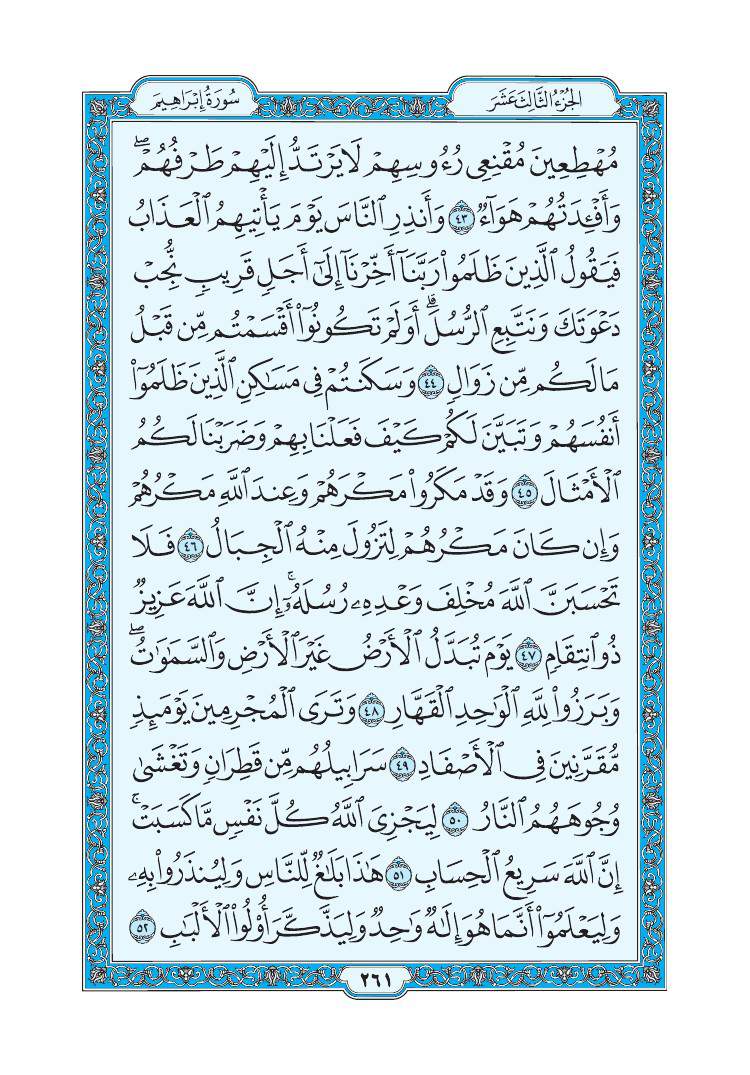 الجُزْءُ الثَّالِثَ عَشَرَ
سُورَةُ إِبْرَاهِيم
مُهْطِعِينَ مُقْنِعِي رُءُوسِهِمْ لَا يَرْتَدُّ إِلَيْهِمْ طَرْفُهُمْۖ
وَأَفْـِٔدَتُهُمْ هَوَآءٞ ٤٣ وَأَنذِرِ ٱلنَّاسَ يَوْمَ يَأْتِيهِمُ ٱلْعَذَابُ
فَيَقُولُ ٱلَّذِينَ ظَلَمُوا۟ رَبَّنَآ أَخِّرْنَآ إِلَىٰٓ أَجَلٖ قَرِيبٖ نُّجِبْ
دَعْوَتَكَ وَنَتَّبِعِ ٱلرُّسُلَۗ أَوَلَمْ تَكُونُوٓا۟ أَقْسَمْتُم مِّن قَبْلُ
مَا لَكُم مِّن زَوَالٖ ٤٤ وَسَكَنتُمْ فِي مَسَٰكِنِ ٱلَّذِينَ ظَلَمُوٓا۟
أَنفُسَهُمْ وَتَبَيَّنَ لَكُمْ كَيْفَ فَعَلْنَا بِهِمْ وَضَرَبْنَا لَكُمُ
ٱلْأَمْثَالَ ٤٥ وَقَدْ مَكَرُوا۟ مَكْرَهُمْ وَعِندَ ٱللَّهِ مَكْرُهُمْ
وَإِن كَانَ مَكْرُهُمْ لِتَزُولَ مِنْهُ ٱلْجِبَالُ ٤٦ فَلَا
تَحْسَبَنَّ ٱللَّهَ مُخْلِفَ وَعْدِهِۦ رُسُلَهُۥٓۚ إِنَّ ٱللَّهَ عَزِيزٞ
ذُو ٱنتِقَامٖ ٤٧ يَوْمَ تُبَدَّلُ ٱلْأَرْضُ غَيْرَ ٱلْأَرْضِ وَٱلسَّمَٰوَٰتُۖ
وَبَرَزُوا۟ لِلَّهِ ٱلْوَٰحِدِ ٱلْقَهَّارِ ٤٨ وَتَرَى ٱلْمُجْرِمِينَ يَوْمَئِذٖ
مُّقَرَّنِينَ فِي ٱلْأَصْفَادِ ٤٩ سَرَابِيلُهُم مِّن قَطِرَانٖ وَتَغْشَىٰ
وُجُوهَهُمُ ٱلنَّارُ ٥٠ لِيَجْزِيَ ٱللَّهُ كُلَّ نَفْسٖ مَّا كَسَبَتْۚ
إِنَّ ٱللَّهَ سَرِيعُ ٱلْحِسَابِ ٥١ هَٰذَا بَلَٰغٞ لِّلنَّاسِ وَلِيُنذَرُوا۟ بِهِۦ
وَلِيَعْلَمُوٓا۟ أَنَّمَا هُوَ إِلَٰهٞ وَٰحِدٞ وَلِيَذَّكَّرَ أُو۟لُوا۟ ٱلْأَلْبَٰبِ ٥٢
٢٦١